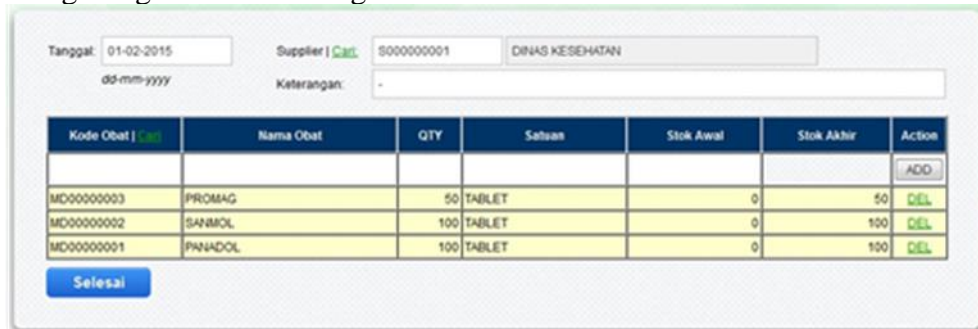 Tanggal: 01-02-2015 Supplier | Cari: S000000001 DINAS KESEHATAN
dd-mm-yyyy Keterangan: -
Kode Obat | Cari Nama Obat QTY Satuan Stok Awal Stok Akhir Action
ADD
MD00000003 PROMAG 50 TABLET 0 50 DEL
MD00000002 SANMOL 100 TABLET 0 100 DEL
MD00000001 PANADOL 100 TABLET 0 100 DEL
Selesai